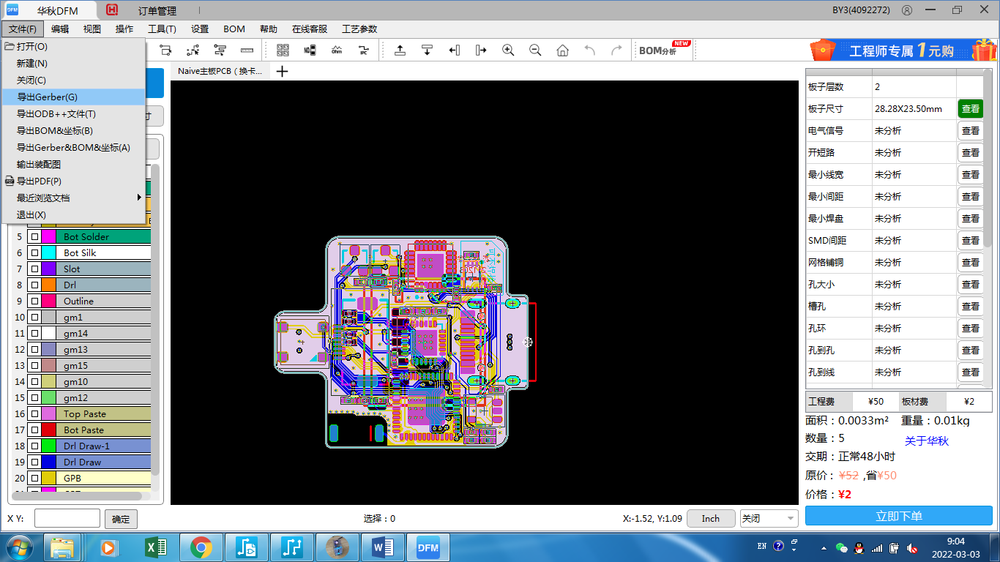 DFM 华秋DFM 订单管理 BY3(4092272)
文件(F) 编辑 视图 操作 工具(T) 设置 BOM 帮助 在线客服 工艺参数
打开(O)
新建(N)
关闭(C)
导出Gerber(G)
导出ODB++文件(T)
导出BOM&坐标(B)
导出Gerber&BOM&坐标(A)
输出装配图
导出PDF(P)
最近浏览文档
退出(X)
BOM分析 NEW
工程师专属1元购
Naive主板PCB（换卡...
寸
5 Bot Solder
6 Bot Silk
7 Slot
8 Drl
9 Outline
10 gm1
11 gm14
12 gm13
13 gm15
14 gm10
15 gm12
16 Top Paste
17 Bot Paste
18 Drl Draw-1
19 Drl Draw
20 GPB
板子层数 2
板子尺寸 28.28X23.50mm 查看
电气信号 未分析 查看
开短路 未分析 查看
最小线宽 未分析 查看
最小间距 未分析 查看
最小焊盘 未分析 查看
SMD间距 未分析 查看
网格铺铜 未分析 查看
孔大小 未分析 查看
槽孔 未分析 查看
孔环 未分析 查看
孔到孔 未分析 查看
孔到线 未分析 查看
工程费 ¥50 板材费 ¥2
面积：0.0033m² 重量：0.01kg
数量：5 关于华秋
交期：正常48小时
原价：¥52 ,省¥50
价格：¥2
立即下单
X Y: 确定 选择：0 X:-1.52, Y:1.09 Inch 关闭
DFM EN 9:04
2022-03-03